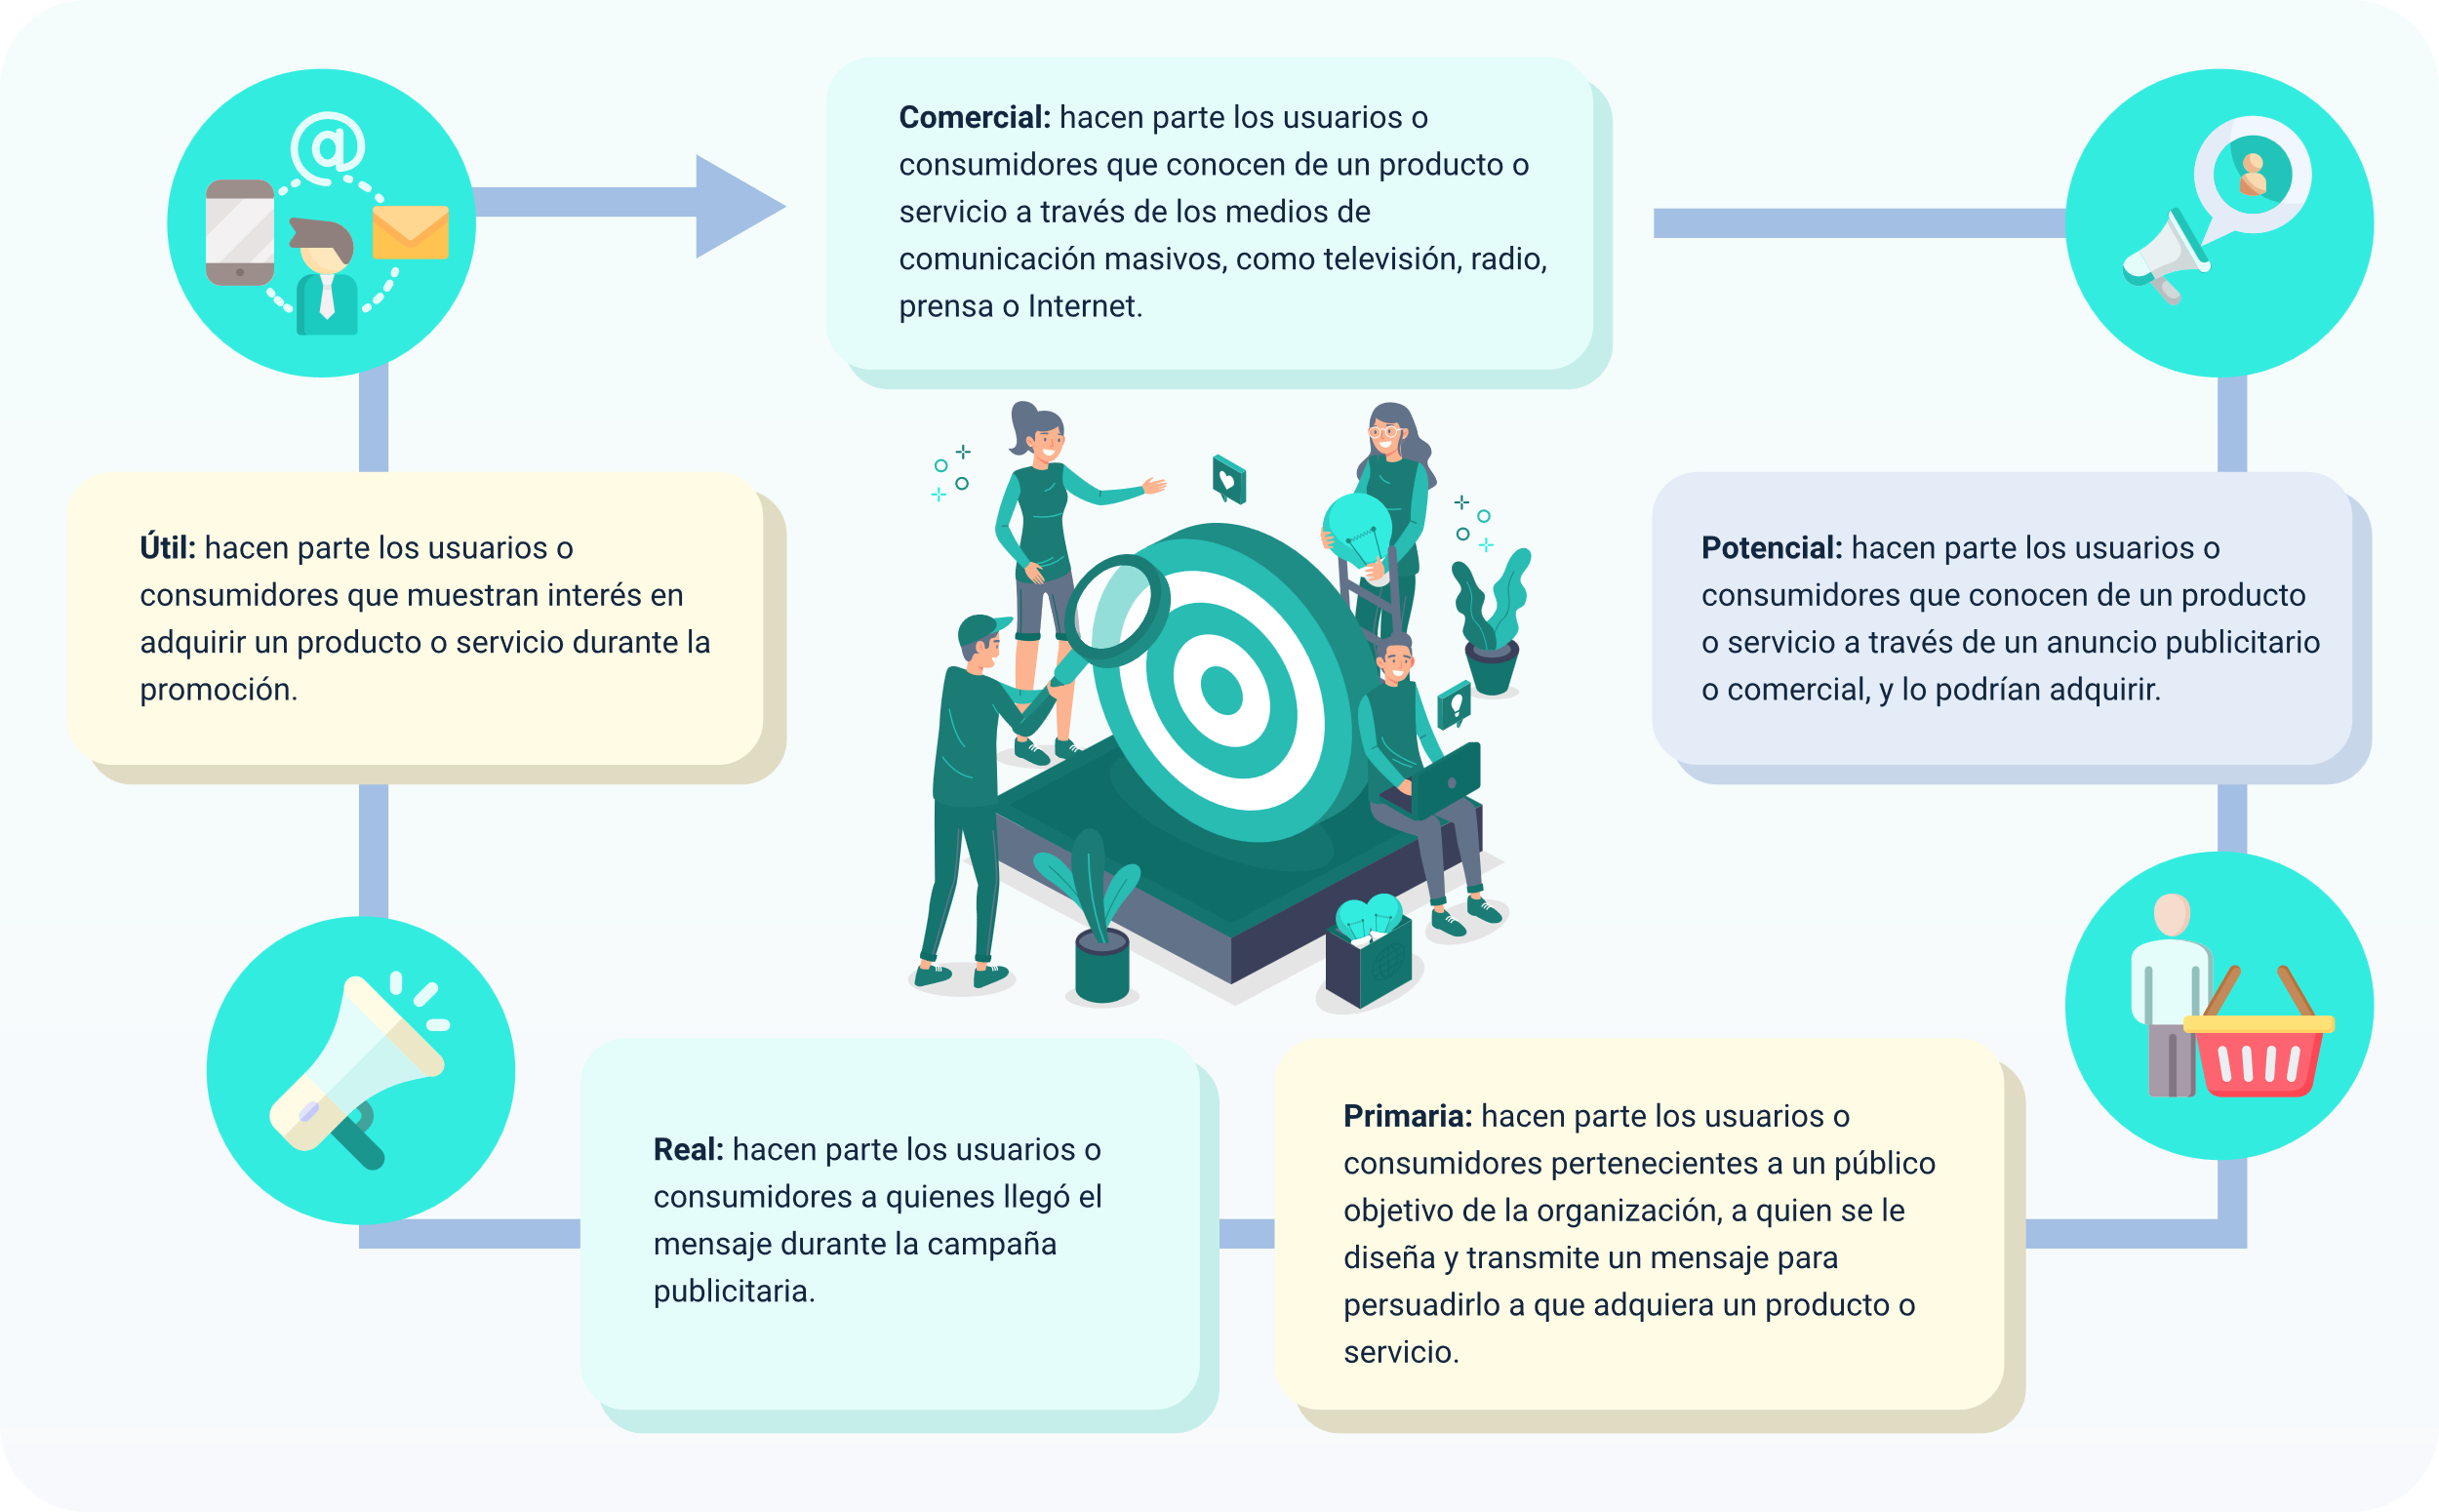 Comercial: hacen parte los usuarios o
consumidores que conocen de un producto o
servicio a través de los medios de
comunicación masivos, como televisión, radio,
prensa o Internet.
Útil: hacen parte los usuarios o
consumidores que muestran interés en
adquirir un producto o servicio durante la
promoción.
Potencial: hacen parte los usuarios o
consumidores que conocen de un producto
o servicio a través de un anuncio publicitario
o comercial, y lo podrían adquirir.
Real: hacen parte los usuarios o
consumidores a quienes llegó el
mensaje durante la campaña
publicitaria.
Primaria: hacen parte los usuarios o
consumidores pertenecientes a un público
objetivo de la organización, a quien se le
diseña y transmite un mensaje para
persuadirlo a que adquiera un producto o
servicio.